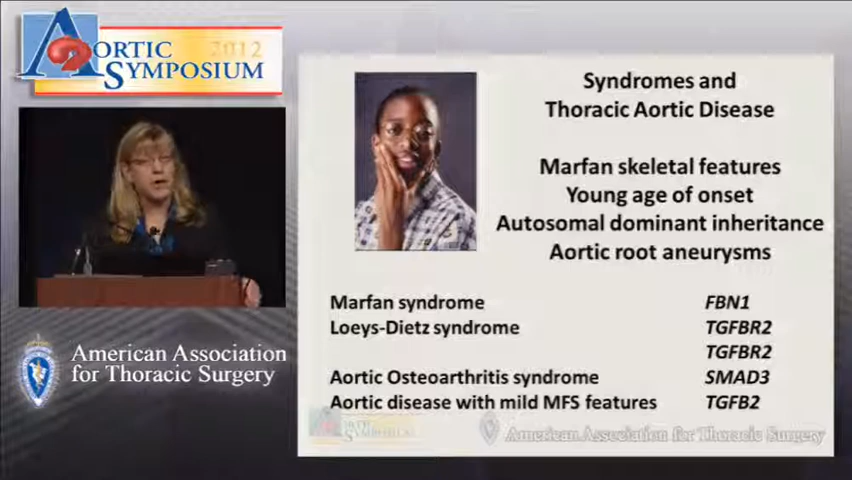 AORTIC 2012
SYMPOSIUM
Syndromes and
Thoracic Aortic Disease
Marfan skeletal features
Young age of onset
Autosomal dominant inheritance
Aortic root aneurysms
Marfan syndrome FBN1
Loeys-Dietz syndrome TGFBR2
TGFBR2
Aortic Osteoarthritis syndrome SMAD3
Aortic disease with mild MFS features TGFB2
American Association
for Thoracic Surgery
SYMPOSIUM
American Association for Thoracic Surgery